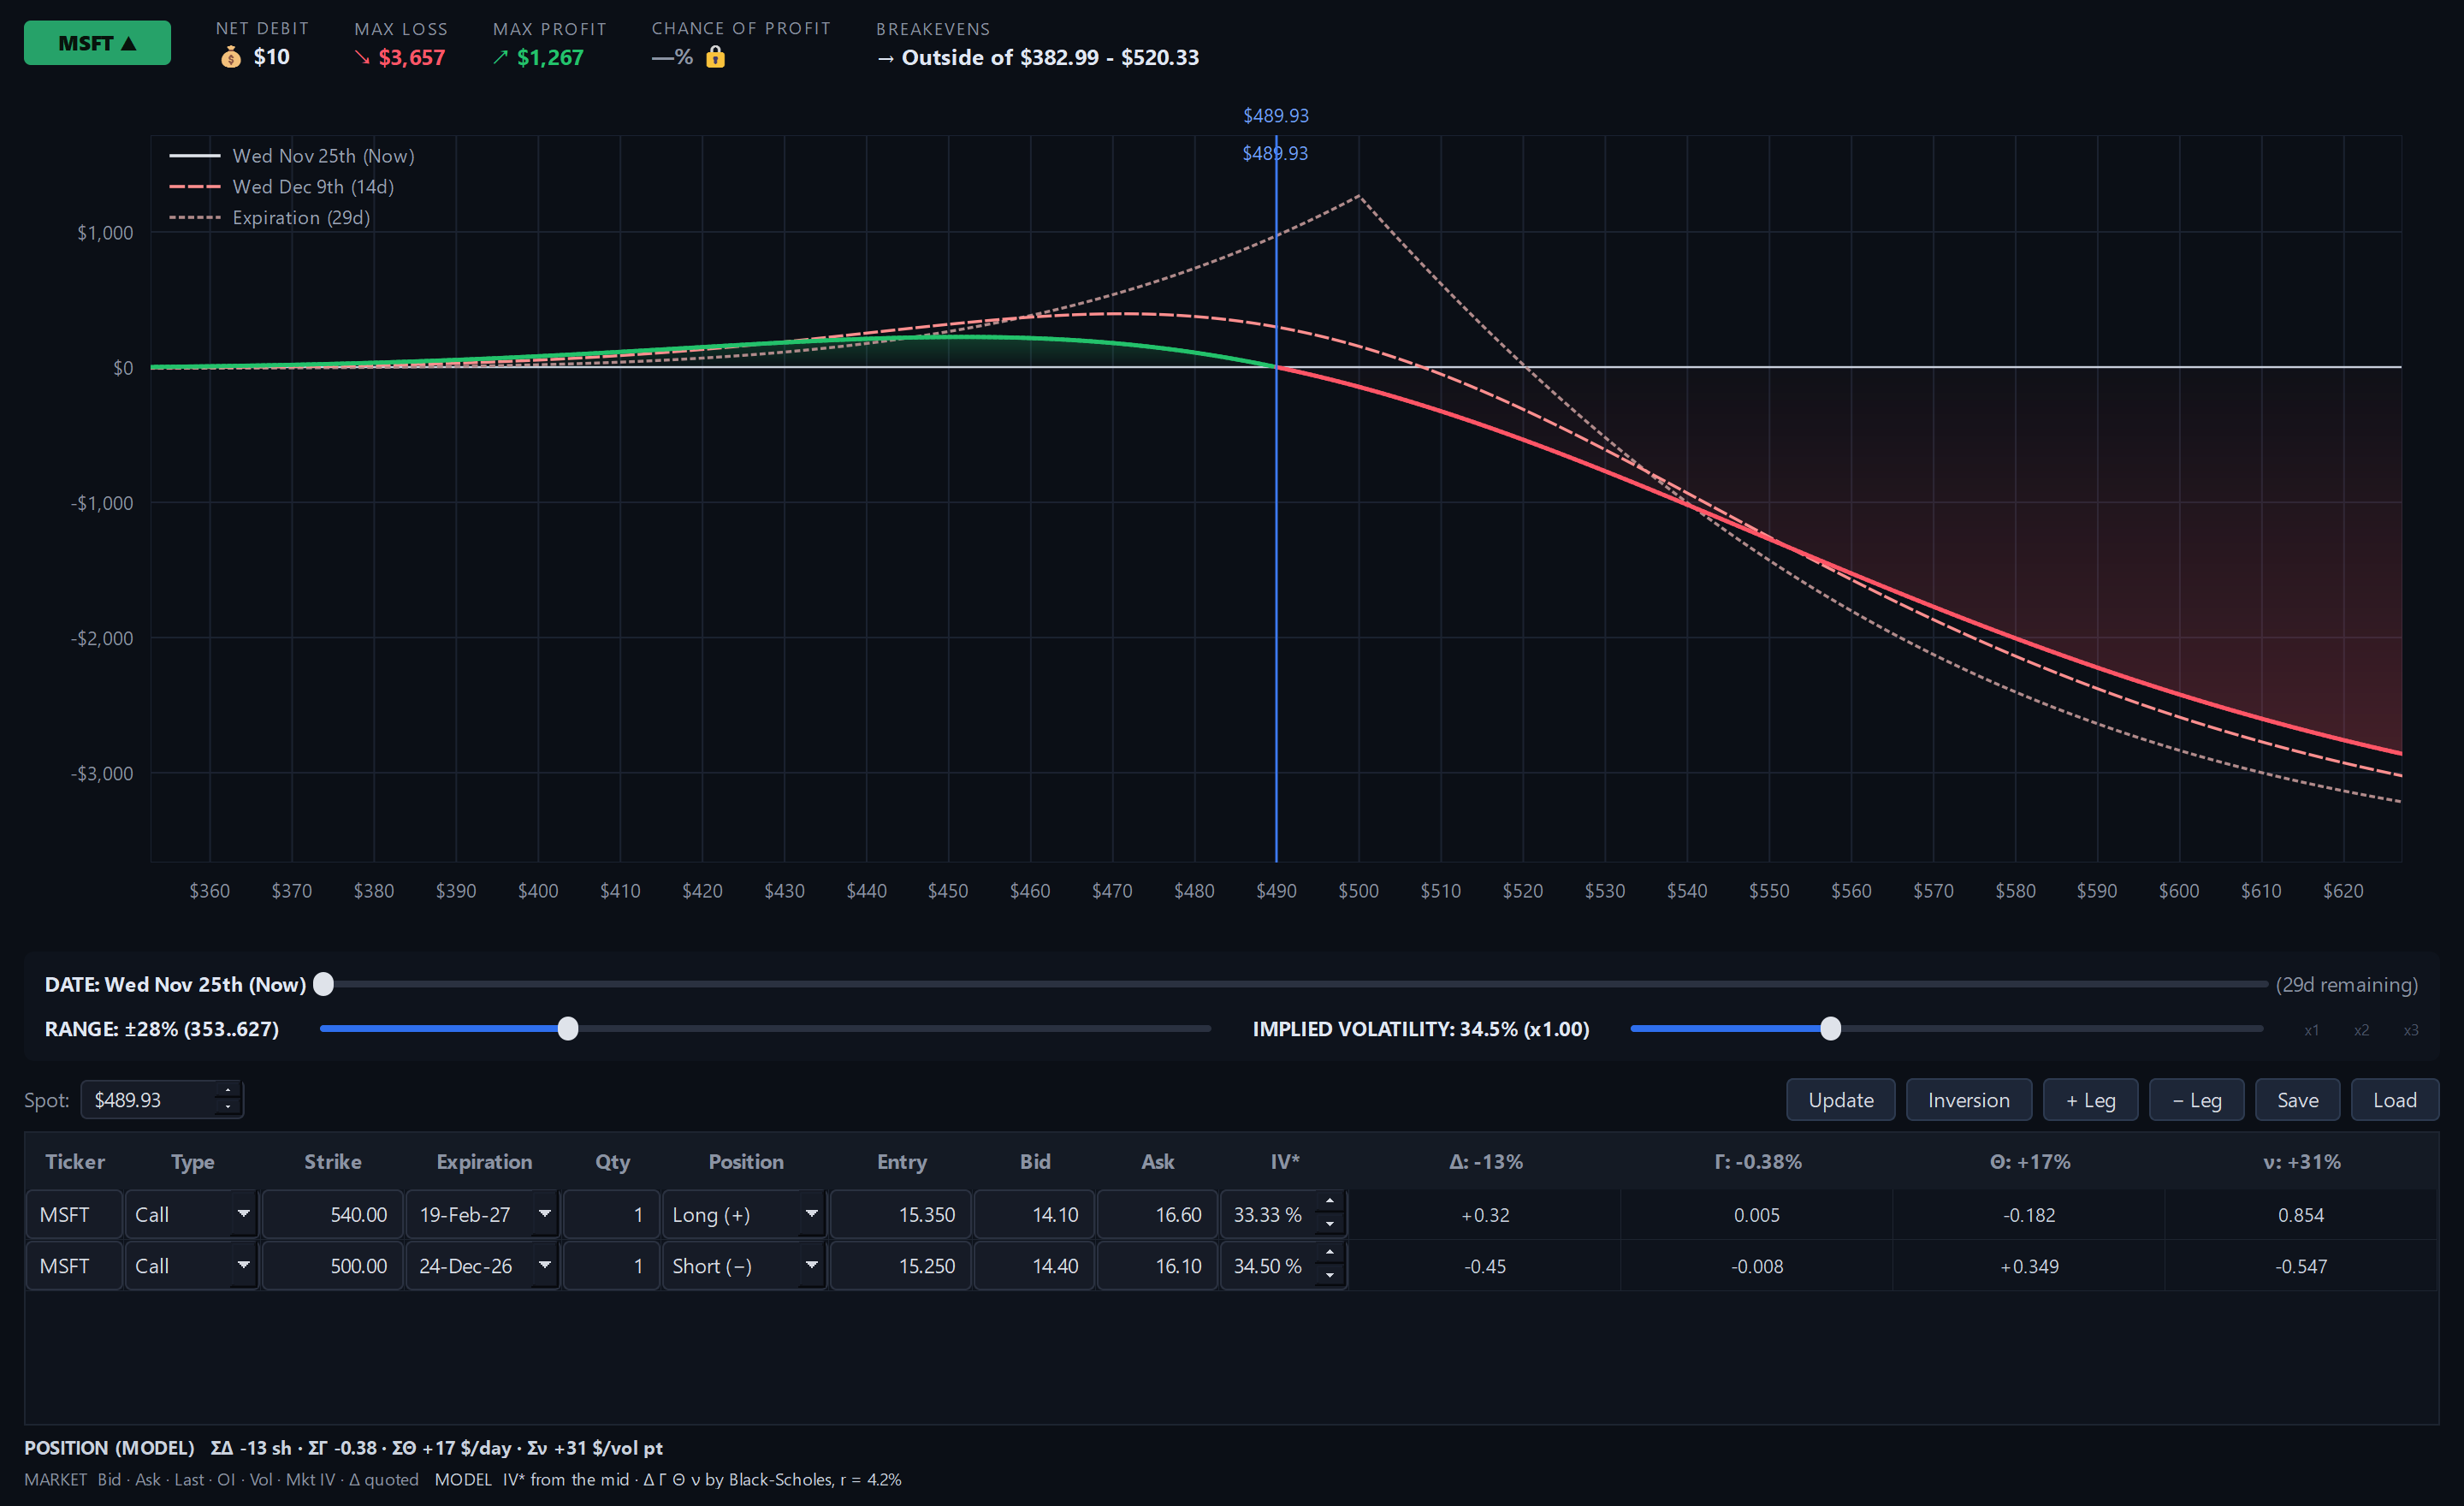 MSFT ▲
NET DEBIT MAX LOSS MAX PROFIT CHANCE OF PROFIT BREAKEVENS
💰 $10 ↘ $3,657 ↗ $1,267 —% 🔒 → Outside of $382.99 - $520.33
$489.93
$489.93
Wed Nov 25th (Now)
Wed Dec 9th (14d)
Expiration (29d)
$1,000
$0
-$1,000
-$2,000
-$3,000
$360 $370 $380 $390 $400 $410 $420 $430 $440 $450 $460 $470 $480 $490 $500 $510 $520 $530 $540 $550 $560 $570 $580 $590 $600 $610 $620
DATE: Wed Nov 25th (Now) (29d remaining)
RANGE: ±28% (353..627) IMPLIED VOLATILITY: 34.5% (x1.00) x1 x2 x3
Spot: $489.93 Update Inversion + Leg − Leg Save Load
Ticker Type Strike Expiration Qty Position Entry Bid Ask IV* Δ: -13% Γ: -0.38% Θ: +17% ν: +31%
MSFT Call 540.00 19-Feb-27 1 Long (+) 15.350 14.10 16.60 33.33 % +0.32 0.005 -0.182 0.854
MSFT Call 500.00 24-Dec-26 1 Short (−) 15.250 14.40 16.10 34.50 % -0.45 -0.008 +0.349 -0.547
POSITION (MODEL) ΣΔ -13 sh · ΣΓ -0.38 · ΣΘ +17 $/day · Σν +31 $/vol pt
MARKET Bid · Ask · Last · OI · Vol · Mkt IV · Δ quoted MODEL IV* from the mid · Δ Γ Θ ν by Black-Scholes, r = 4.2%